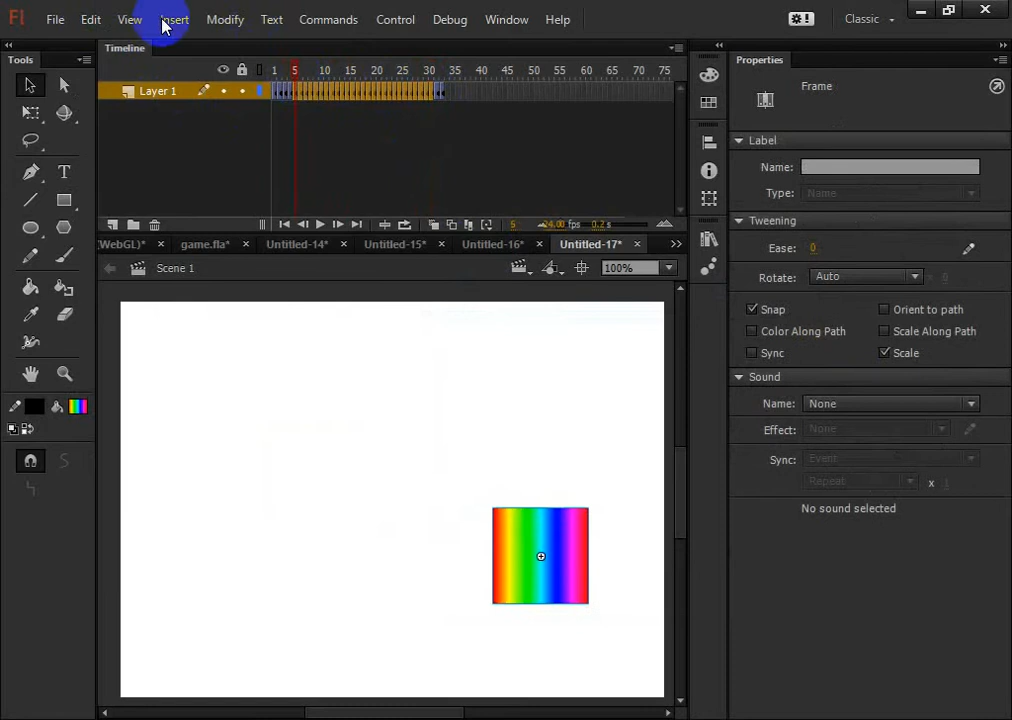 Fl File Edit View Insert Modify Text Commands Control Debug Window Help Classic
Timeline
Tools
Properties
1 5 10 15 20 25 30 35 40 45 50 55 60 65 70 75
Layer 1
Frame
Label
Name:
Type: Name
Tweening
Ease: 0
Rotate: Auto
Snap Orient to path
Color Along Path Scale Along Path
Sync Scale
Sound
Name: None
Effect: None
Sync: Event
Repeat x 1
No sound selected
5 24.00 fps 0.2 s
(WebGL)* × game.fla* × Untitled-14* × Untitled-15* × Untitled-16* × Untitled-17* ×
Scene 1 100%